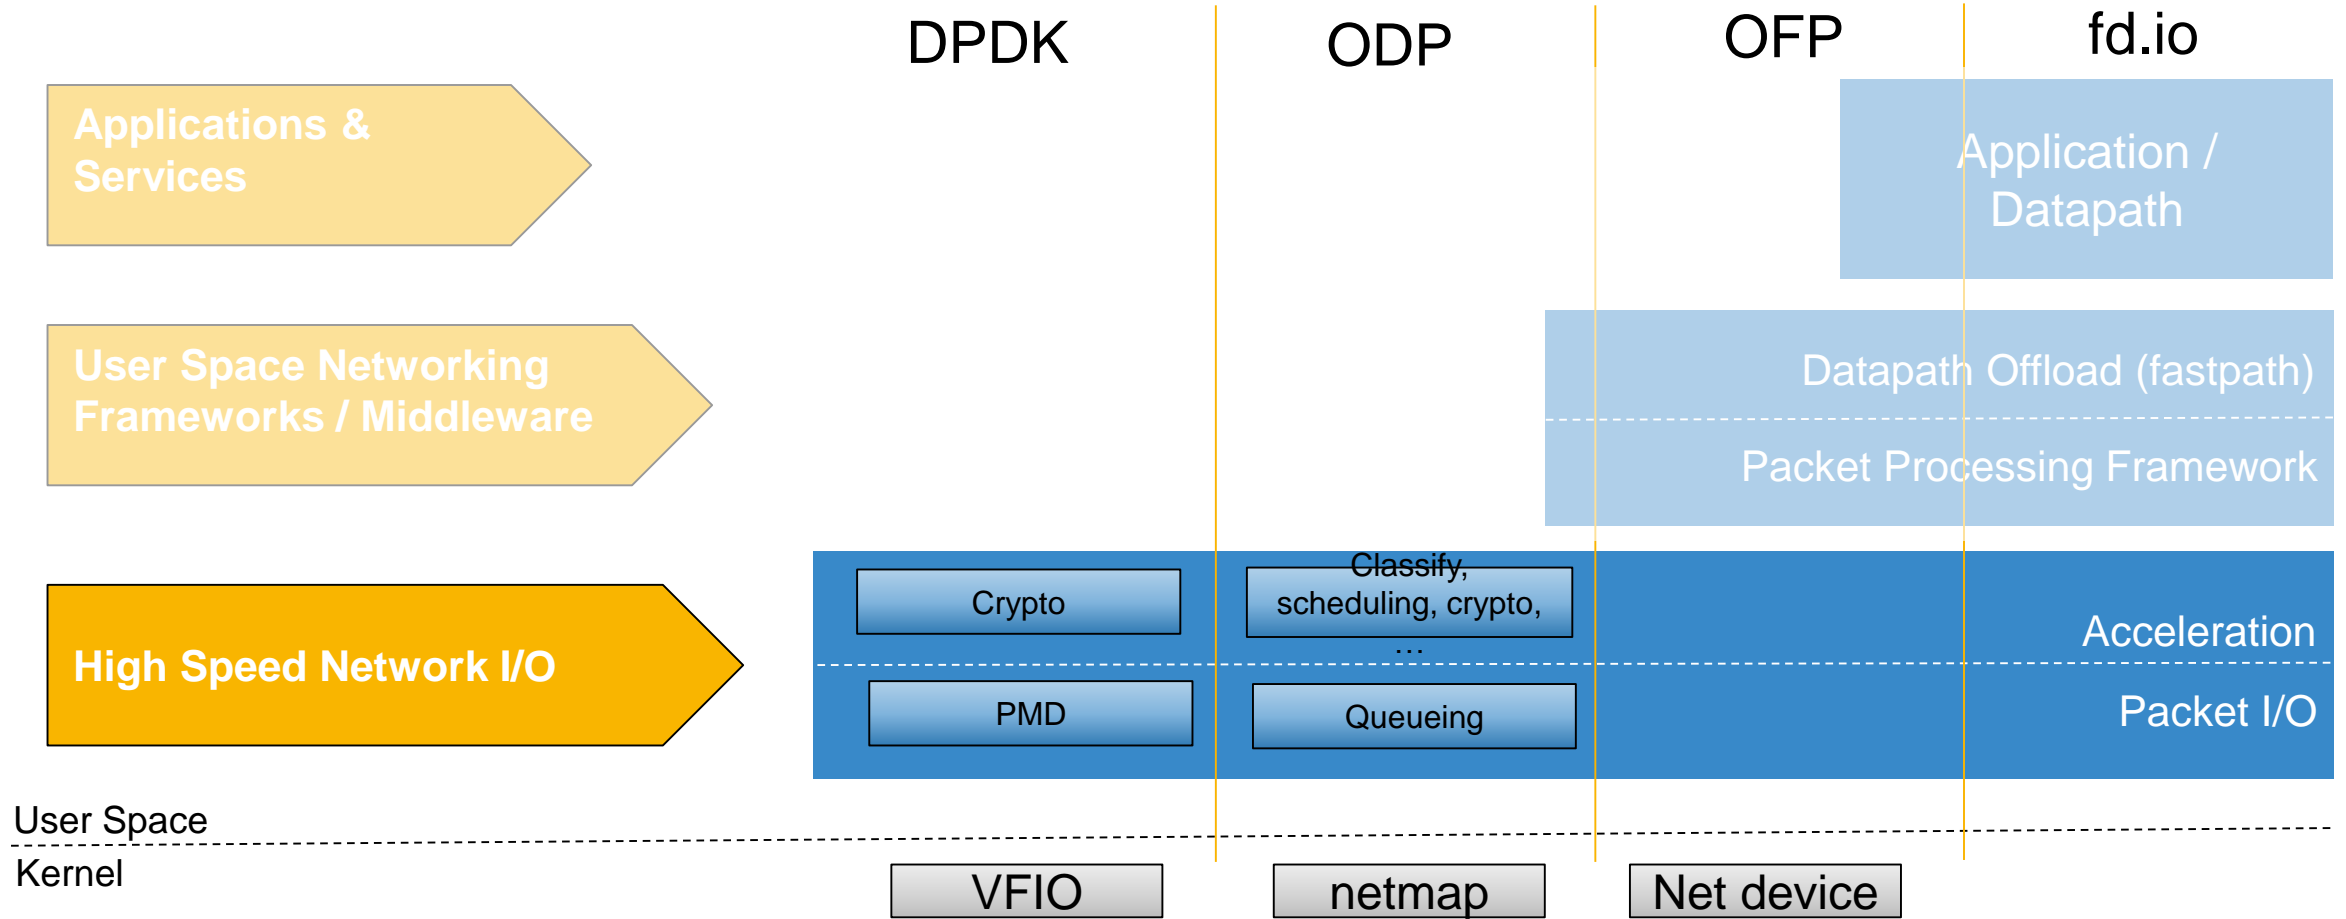 DPDK
ODP
OFP
fd.io
Applications &
Services
Application /
Datapath
User Space Networking
Frameworks / Middleware
Datapath Offload (fastpath)
Packet Processing Framework
High Speed Network I/O
Crypto
Classify,
scheduling, crypto,
...
Acceleration
PMD
Queueing
Packet I/O
User Space
Kernel
VFIO
netmap
Net device